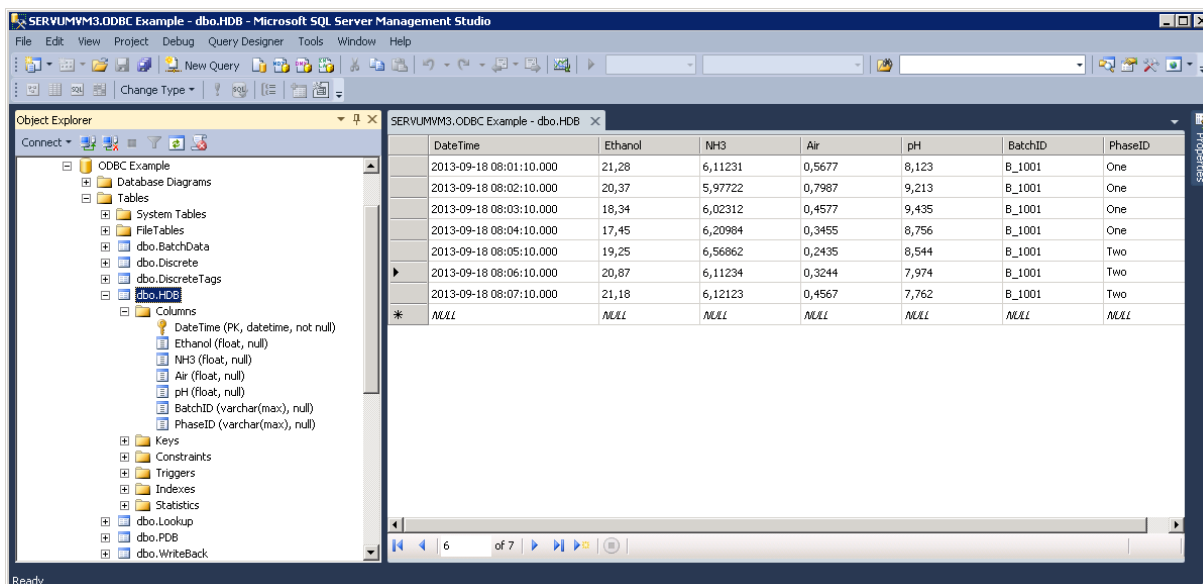 SERVUMVM3.ODBC Example - dbo.HDB - Microsoft SQL Server Management Studio
File Edit View Project Debug Query Designer Tools Window Help
New Query
Change Type
Object Explorer
Connect
ODBC Example
Database Diagrams
Tables
System Tables
FileTables
dbo.BatchData
dbo.Discrete
dbo.DiscreteTags
dbo.HDB
Columns
DateTime (PK, datetime, not null)
Ethanol (float, null)
NH3 (float, null)
Air (float, null)
pH (float, null)
BatchID (varchar(max), null)
PhaseID (varchar(max), null)
Keys
Constraints
Triggers
Indexes
Statistics
dbo.Lookup
dbo.PDB
dbo.WriteBack
SERVUMVM3.ODBC Example - dbo.HDB
DateTime Ethanol NH3 Air pH BatchID PhaseID
2013-09-18 08:01:10.000 21,28 6,11231 0,5677 8,123 B_1001 One
2013-09-18 08:02:10.000 20,37 5,97722 0,7987 9,213 B_1001 One
2013-09-18 08:03:10.000 18,34 6,02312 0,4577 9,435 B_1001 One
2013-09-18 08:04:10.000 17,45 6,20984 0,3455 8,756 B_1001 One
2013-09-18 08:05:10.000 19,25 6,56862 0,2435 8,544 B_1001 Two
2013-09-18 08:06:10.000 20,87 6,11234 0,3244 7,974 B_1001 Two
2013-09-18 08:07:10.000 21,18 6,12123 0,4567 7,762 B_1001 Two
NULL NULL NULL NULL NULL NULL NULL
6 of 7
Properties
Ready